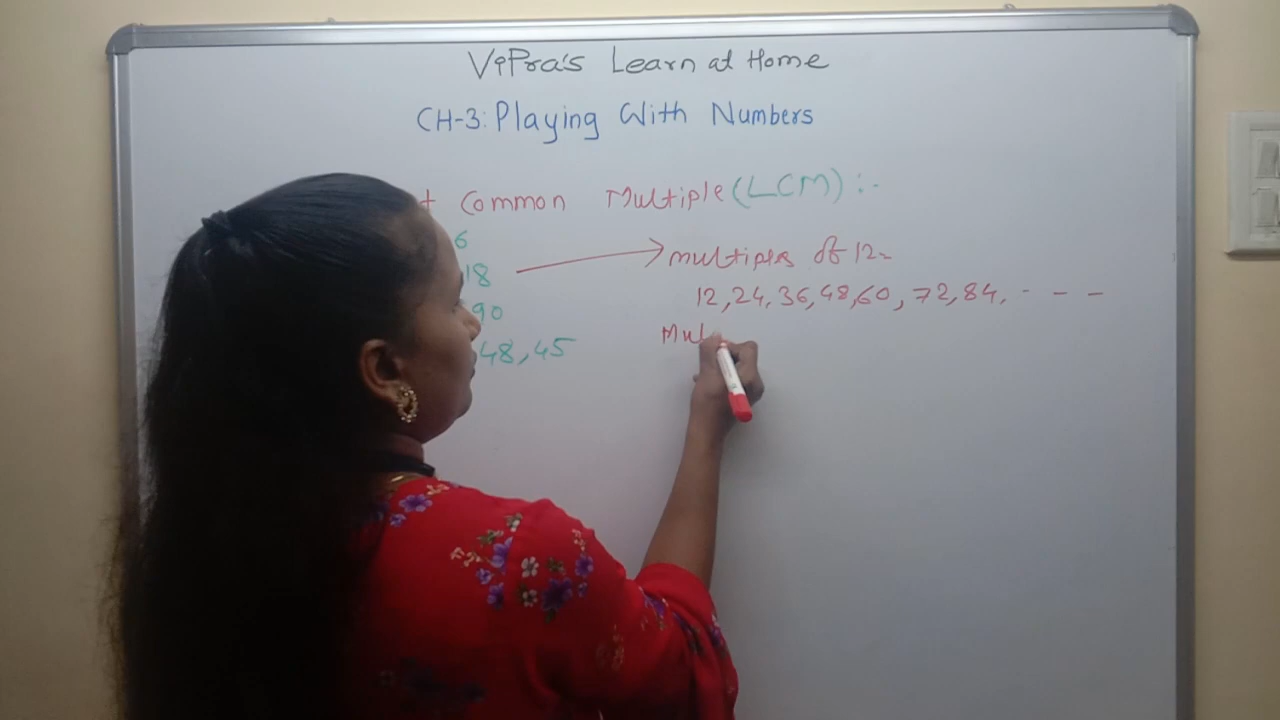 ViPra's Learn at Home
CH-3: Playing With Numbers
t Common Multiple (LCM) :-
6
18
90
48, 45
multiples of 12=
12, 24, 36, 48, 60, 72, 84, - - -
Mul